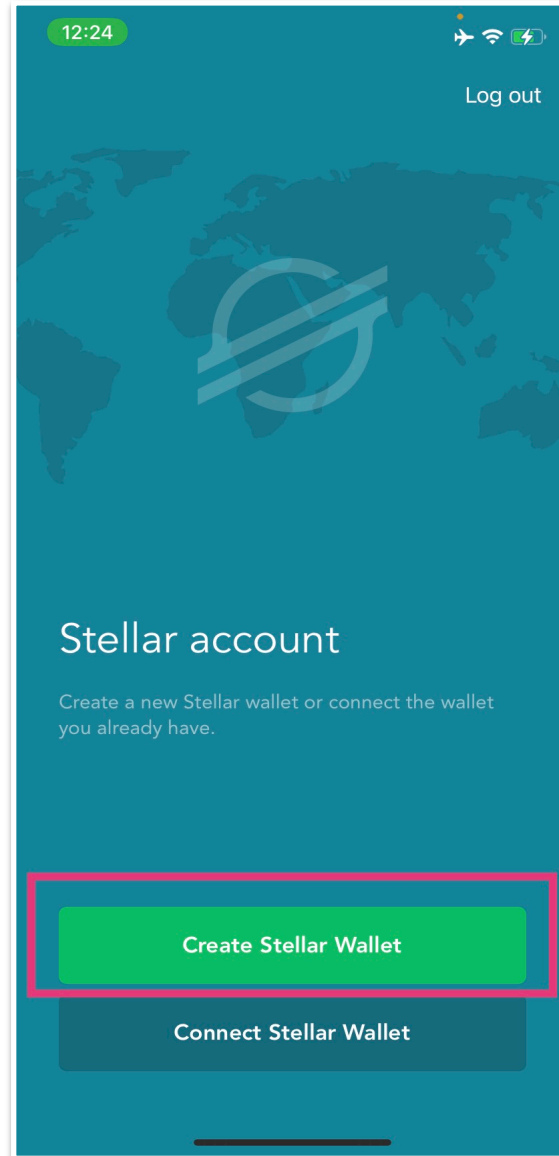 12:24
Log out
Stellar account
Create a new Stellar wallet or connect the wallet
you already have.
Create Stellar Wallet
Connect Stellar Wallet